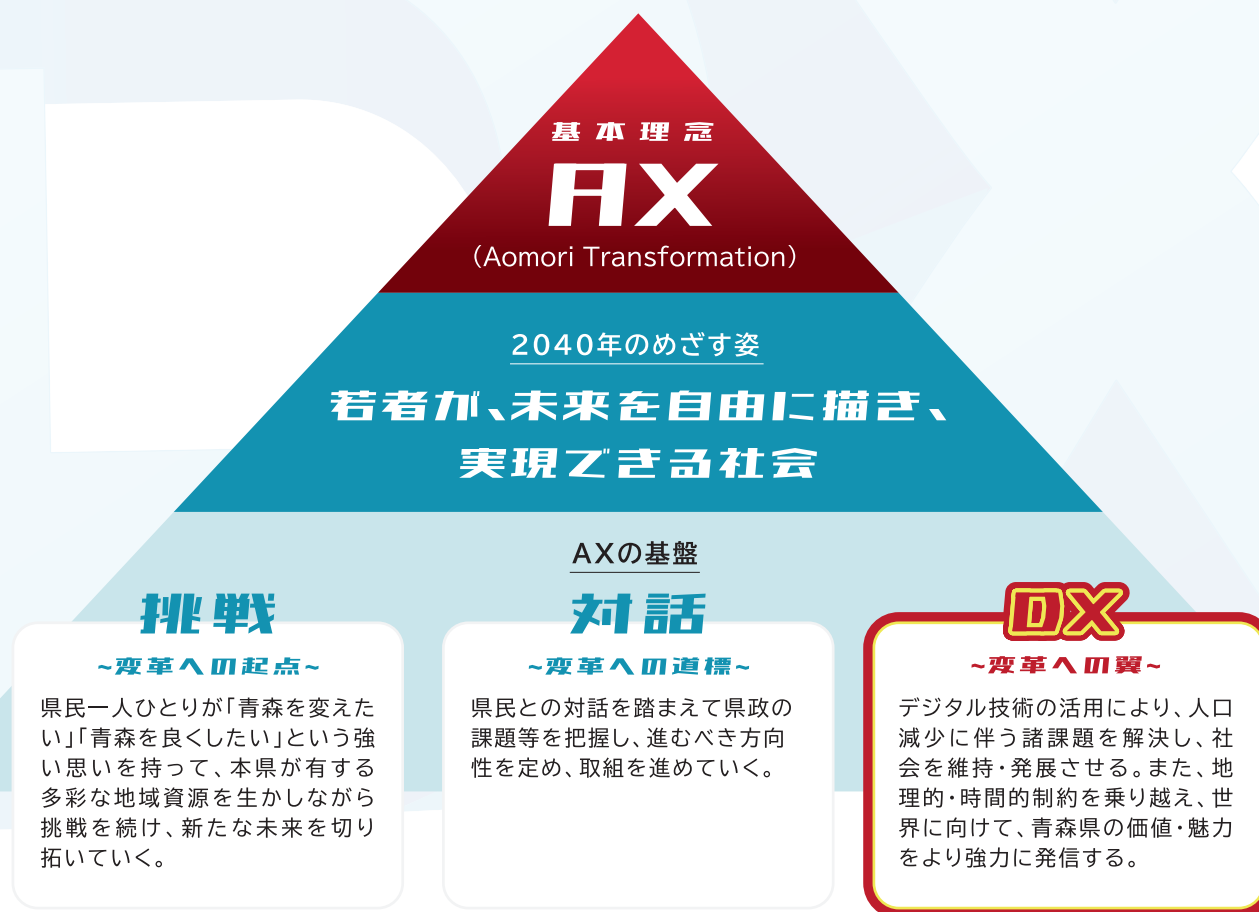 基本理念
AX
（Aomori Transformation）
2040年のめざす姿
若者が、未来を自由に描き、
実現できる社会
AXの基盤
挑戦
~変革への起点~
県民一人ひとりが「青森を変えた
い」「青森を良くしたい」という強
い思いを持って、本県が有する
多彩な地域資源を生かしながら
挑戦を続け、新たな未来を切り
拓いていく。
対話
~変革への道標~
県民との対話を踏まえて県政の
課題等を把握し、進むべき方向
性を定め、取組を進めていく。
DX
~変革への翼~
デジタル技術の活用により、人口
減少に伴う諸課題を解決し、社
会を維持・発展させる。また、地
理的・時間的制約を乗り越え、世
界に向けて、青森県の価値・魅力
をより強力に発信する。